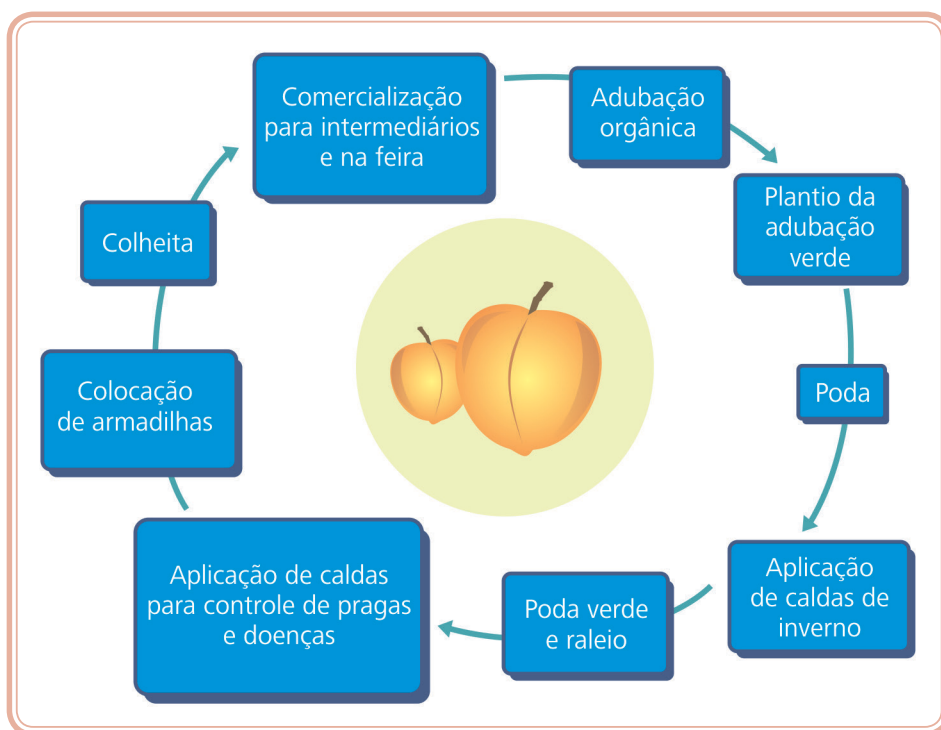 Comercialização
para intermediários
e na feira
Adubação
orgânica
Plantio da
adubação
verde
Poda
Aplicação
de caldas de
inverno
Poda verde
e raleio
Aplicação de caldas
para controle de pragas
e doenças
Colocação
de armadilhas
Colheita